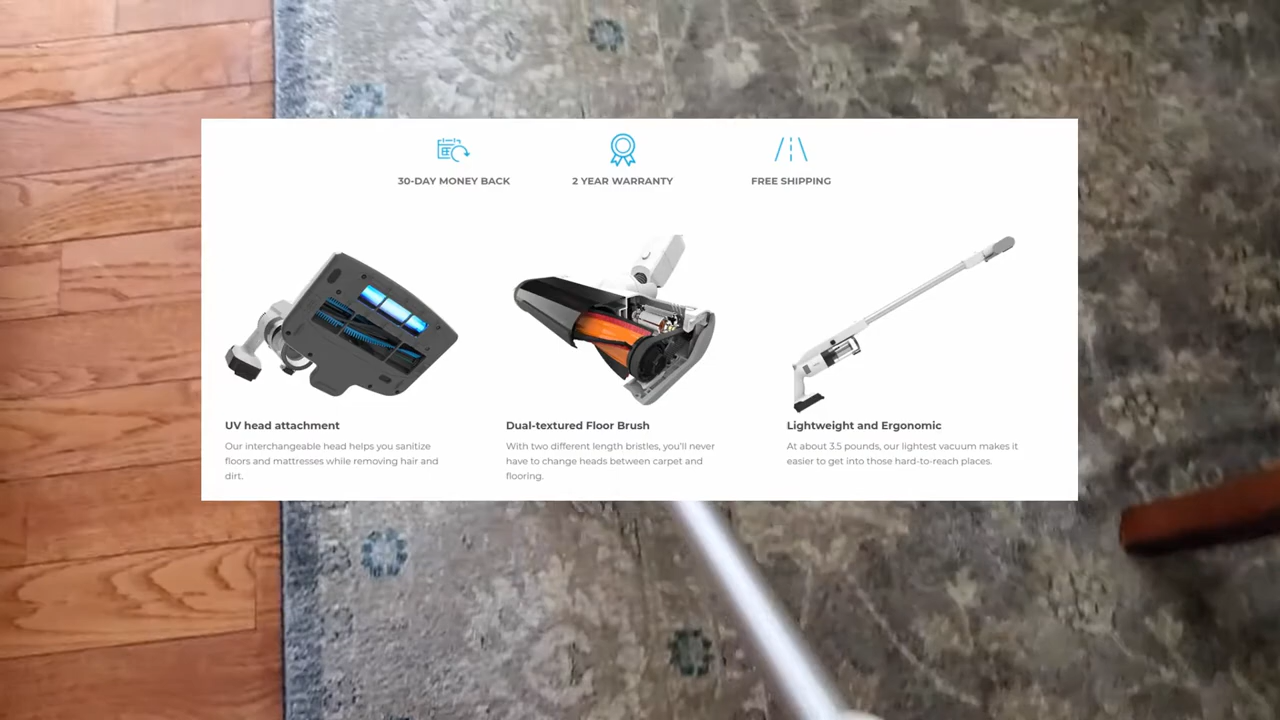 30-DAY MONEY BACK
2 YEAR WARRANTY
FREE SHIPPING
UV head attachment
Our interchangeable head helps you sanitize
floors and mattresses while removing hair and
dirt.
Dual-textured Floor Brush
With two different length bristles, you'll never
have to change heads between carpet and
flooring.
Lightweight and Ergonomic
At about 3.5 pounds, our lightest vacuum makes it
easier to get into those hard-to-reach places.